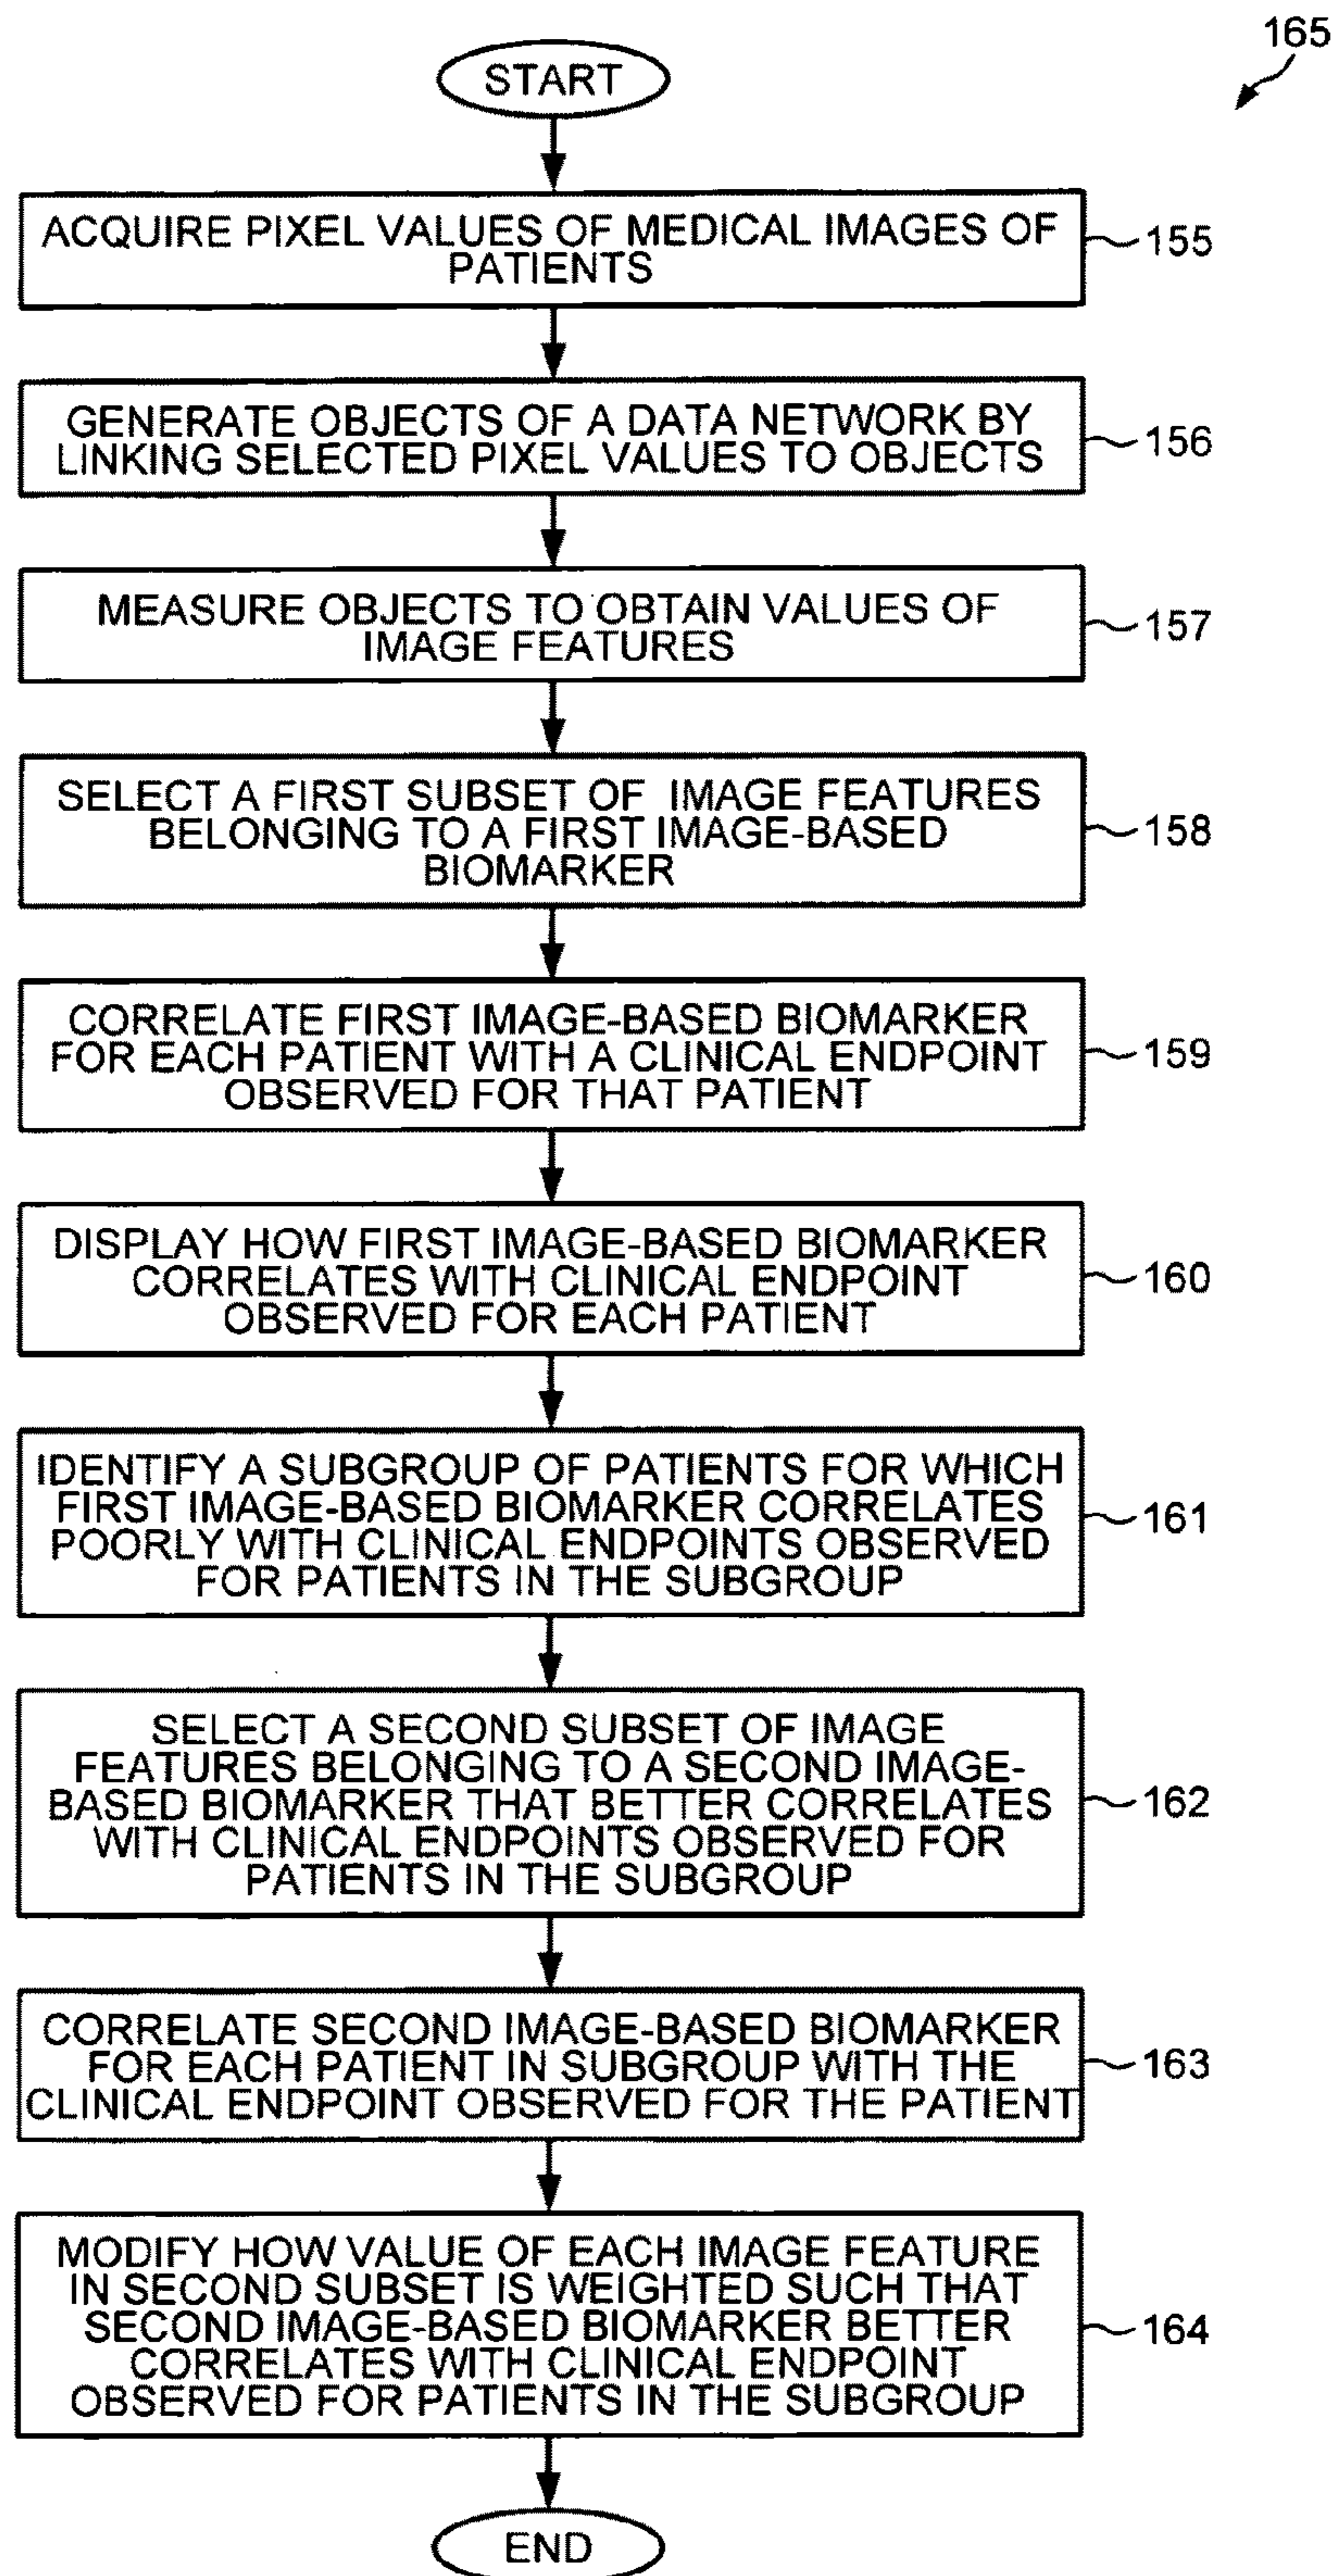 165
START
ACQUIRE PIXEL VALUES OF MEDICAL IMAGES OF
PATIENTS
155
GENERATE OBJECTS OF A DATA NETWORK BY
LINKING SELECTED PIXEL VALUES TO OBJECTS
156
MEASURE OBJECTS TO OBTAIN VALUES OF
IMAGE FEATURES
157
SELECT A FIRST SUBSET OF IMAGE FEATURES
BELONGING TO A FIRST IMAGE-BASED
BIOMARKER
158
CORRELATE FIRST IMAGE-BASED BIOMARKER
FOR EACH PATIENT WITH A CLINICAL ENDPOINT
OBSERVED FOR THAT PATIENT
159
DISPLAY HOW FIRST IMAGE-BASED BIOMARKER
CORRELATES WITH CLINICAL ENDPOINT
OBSERVED FOR EACH PATIENT
160
IDENTIFY A SUBGROUP OF PATIENTS FOR WHICH
FIRST IMAGE-BASED BIOMARKER CORRELATES
POORLY WITH CLINICAL ENDPOINTS OBSERVED
FOR PATIENTS IN THE SUBGROUP
161
SELECT A SECOND SUBSET OF IMAGE
FEATURES BELONGING TO A SECOND IMAGE-
BASED BIOMARKER THAT BETTER CORRELATES
WITH CLINICAL ENDPOINTS OBSERVED FOR
PATIENTS IN THE SUBGROUP
162
CORRELATE SECOND IMAGE-BASED BIOMARKER
FOR EACH PATIENT IN SUBGROUP WITH THE
CLINICAL ENDPOINT OBSERVED FOR THE PATIENT
163
MODIFY HOW VALUE OF EACH IMAGE FEATURE
IN SECOND SUBSET IS WEIGHTED SUCH THAT
SECOND IMAGE-BASED BIOMARKER BETTER
CORRELATES WITH CLINICAL ENDPOINT
OBSERVED FOR PATIENTS IN THE SUBGROUP
164
END